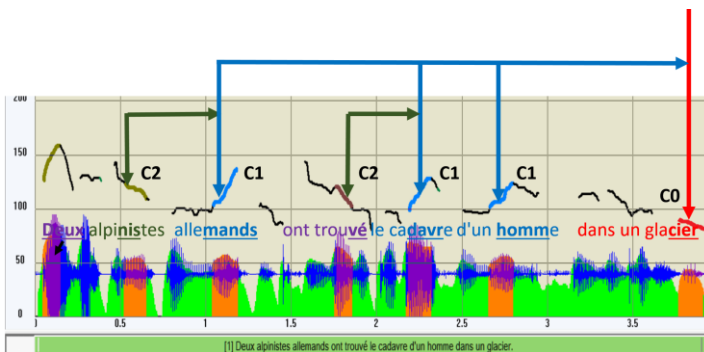 200
150
C2
C1
C2
C1
C1
C0
100
Deux alpinistes allemands ont trouvé le cadavre d'un homme dans un glacier
50
0.5
1
1.5
2
2.5
3
3.5
[1] Deux alpinistes allemands ont trouvé le cadavre d'un homme dans un glacier.